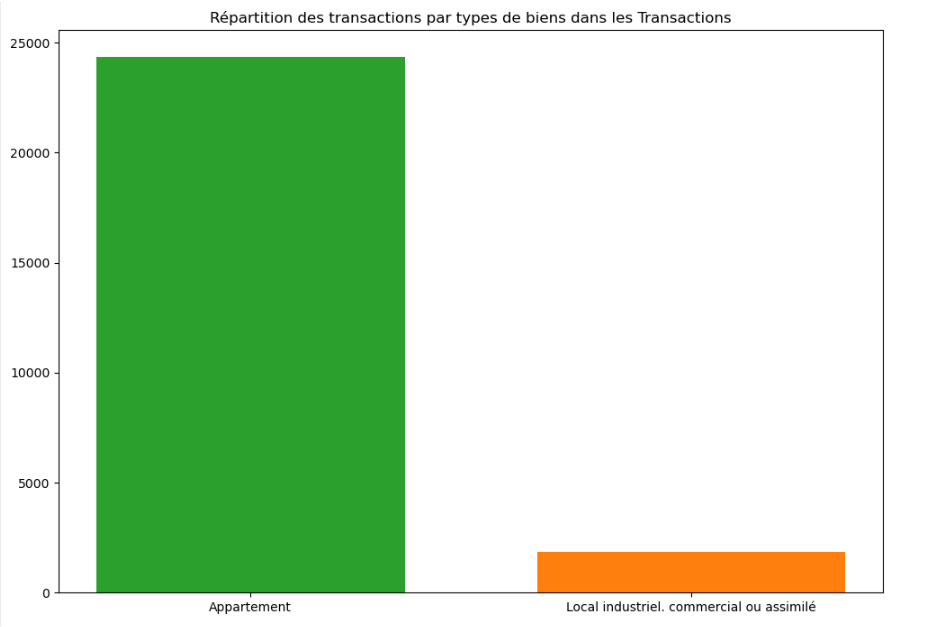 Répartition des transactions par types de biens dans les Transactions
25000
20000
15000
10000
5000
0
Appartement
Local industriel. commercial ou assimilé